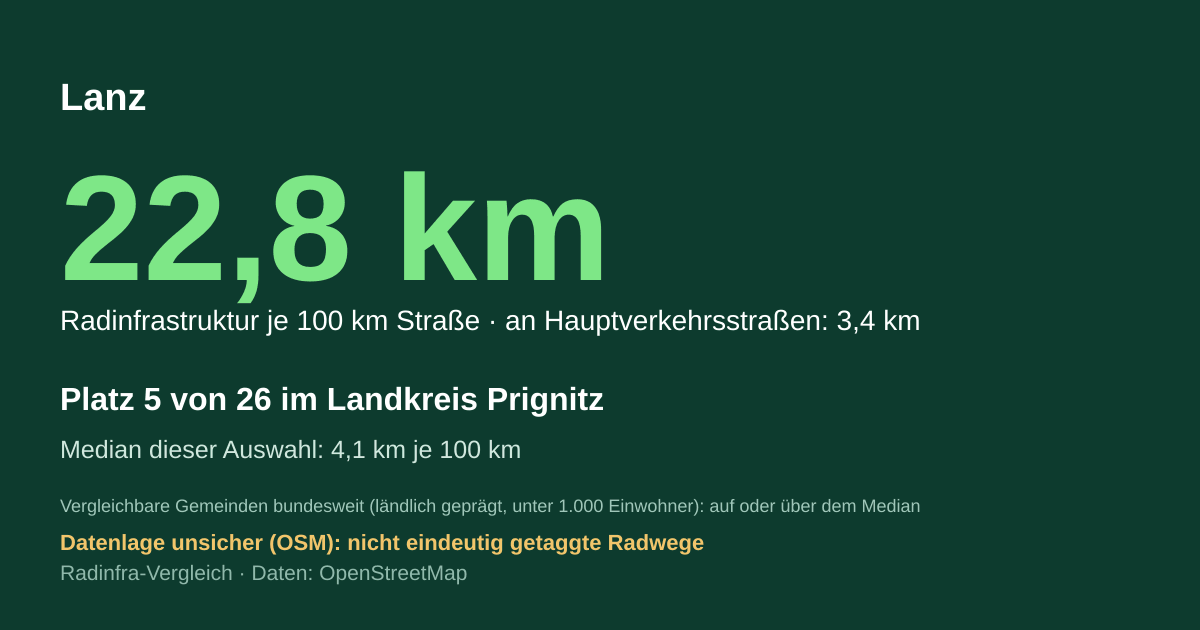 Lanz
22,8 km
Radinfrastruktur je 100 km Straße · an Hauptverkehrsstraßen: 3,4 km
Platz 5 von 26 im Landkreis Prignitz
Median dieser Auswahl: 4,1 km je 100 km
Vergleichbare Gemeinden bundesweit (ländlich geprägt, unter 1.000 Einwohner): auf oder über dem Median
Datenlage unsicher (OSM): nicht eindeutig getaggte Radwege
Radinfra-Vergleich · Daten: OpenStreetMap